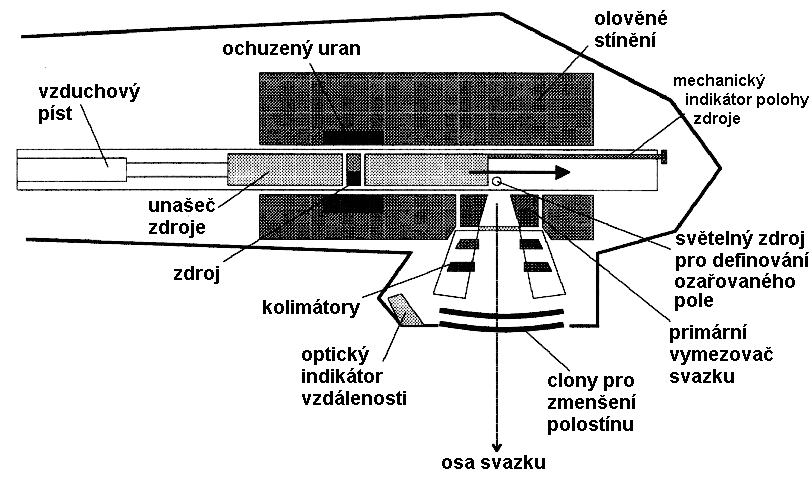 olověné
stínění
ochuzený uran
mechanický
indikátor polohy
zdroje
vzduchový
píst
unašeč
zdroje
zdroj
světelný zdroj
pro definování
ozařovaného
pole
kolimátory
primární
vymezovač
svazku
optický
indikátor
vzdálenosti
clony pro
zmenšení
polostínu
osa svazku